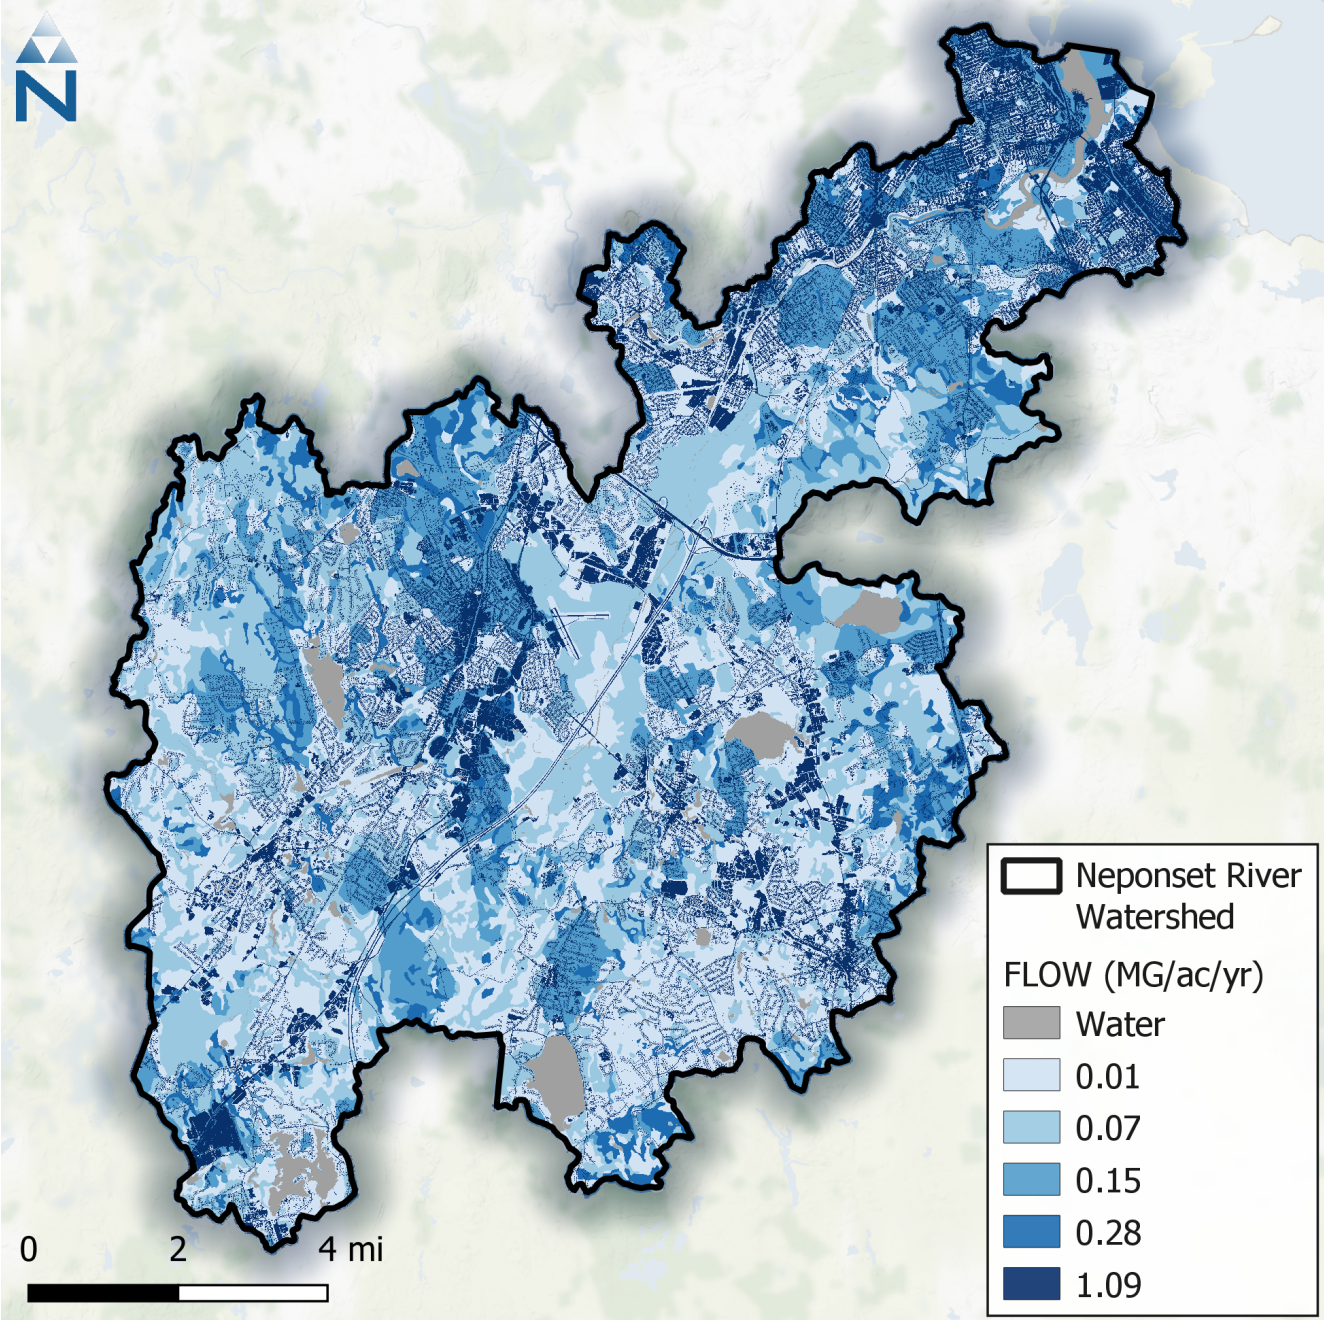 N
Neponset River
Watershed
FLOW (MG/ac/yr)
Water
0.01
0.07
0.15
0.28
1.09
0 2 4 mi